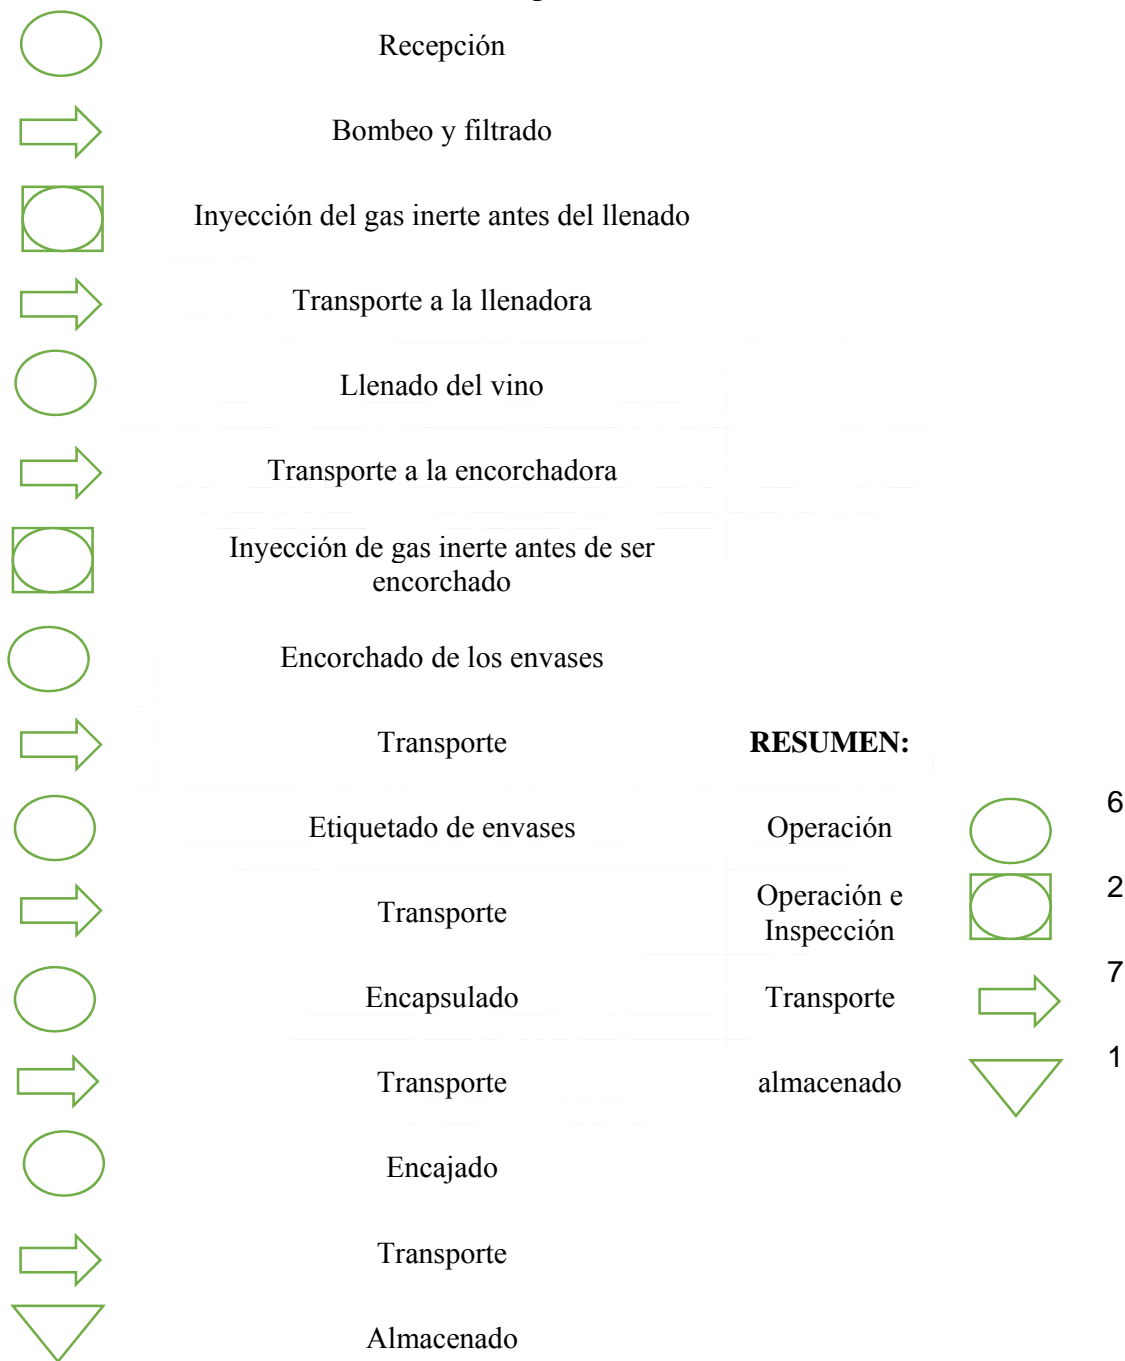 Recepción
Bombeo y filtrado
Inyección del gas inerte antes del llenado
Transporte a la llenadora
Llenado del vino
Transporte a la encorchadora
Inyección de gas inerte antes de ser
encorchado
Encorchado de los envases
Transporte
RESUMEN:
Etiquetado de envases
Operación
6
Transporte
Operación e
Inspección
2
Encapsulado
Transporte
7
Transporte
almacenado
1
Encajado
Transporte
Almacenado